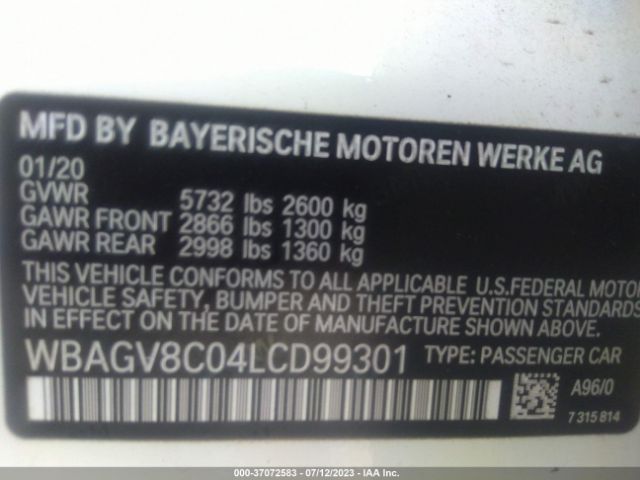 MFD BY BAYERISCHE MOTOREN WERKE AG
01/20
GVWR 5732 lbs 2600 kg
GAWR FRONT 2866 lbs 1300 kg
GAWR REAR 2998 lbs 1360 kg
THIS VEHICLE CONFORMS TO ALL APPLICABLE U.S.FEDERAL MOTOR
VEHICLE SAFETY, BUMPER AND THEFT PREVENTION STANDARDS
IN EFFECT ON THE DATE OF MANUFACTURE SHOWN ABOVE.
WBAGV8C04LCD99301 TYPE: PASSENGER CAR
A96/0
7 315 814
000-37072583 - 07/12/2023 - IAA Inc.